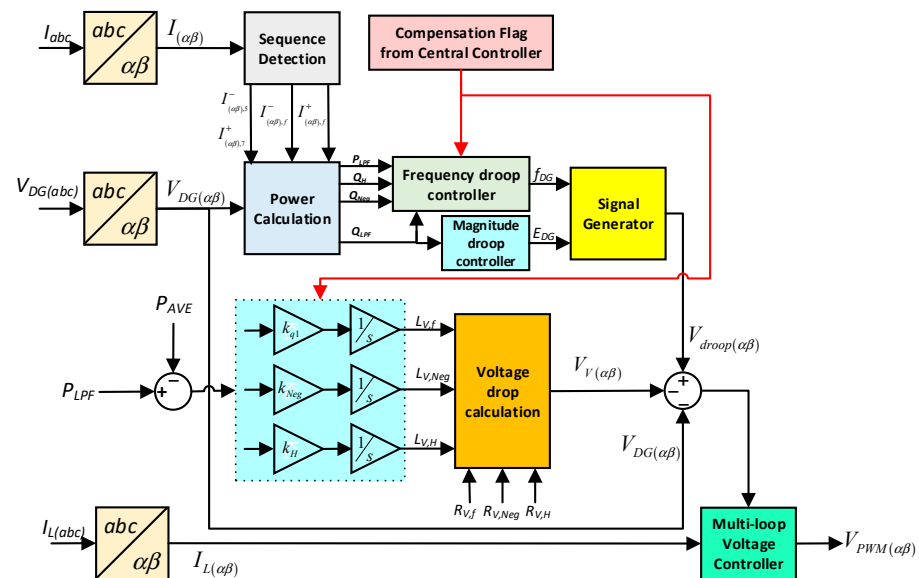 I_abc
abc
αβ
I_(αβ)
Sequence
Detection
Compensation Flag
from Central Controller
I^-_(αβ),5
I^+_(αβ),7
I^-_(αβ),f
I^+_(αβ),f
V_DG(abc)
abc
αβ
V_DG(αβ)
Power
Calculation
P_LPF
Q_H
Q_Neg
Q_LPF
Frequency droop
controller
f_DG
Magnitude
droop
controller
E_DG
Signal
Generator
P_AVE
P_LPF
+
−
k_q1
1/s
L_V,f
k_Neg
1/s
L_V,Neg
k_H
1/s
L_V,H
Voltage
drop
calculation
R_V,f
R_V,Neg
R_V,H
V_V(αβ)
V_droop(αβ)
+
−
−
V_DG(αβ)
I_L(abc)
abc
αβ
I_L(αβ)
Multi-loop
Voltage
Controller
V_PWM(αβ)